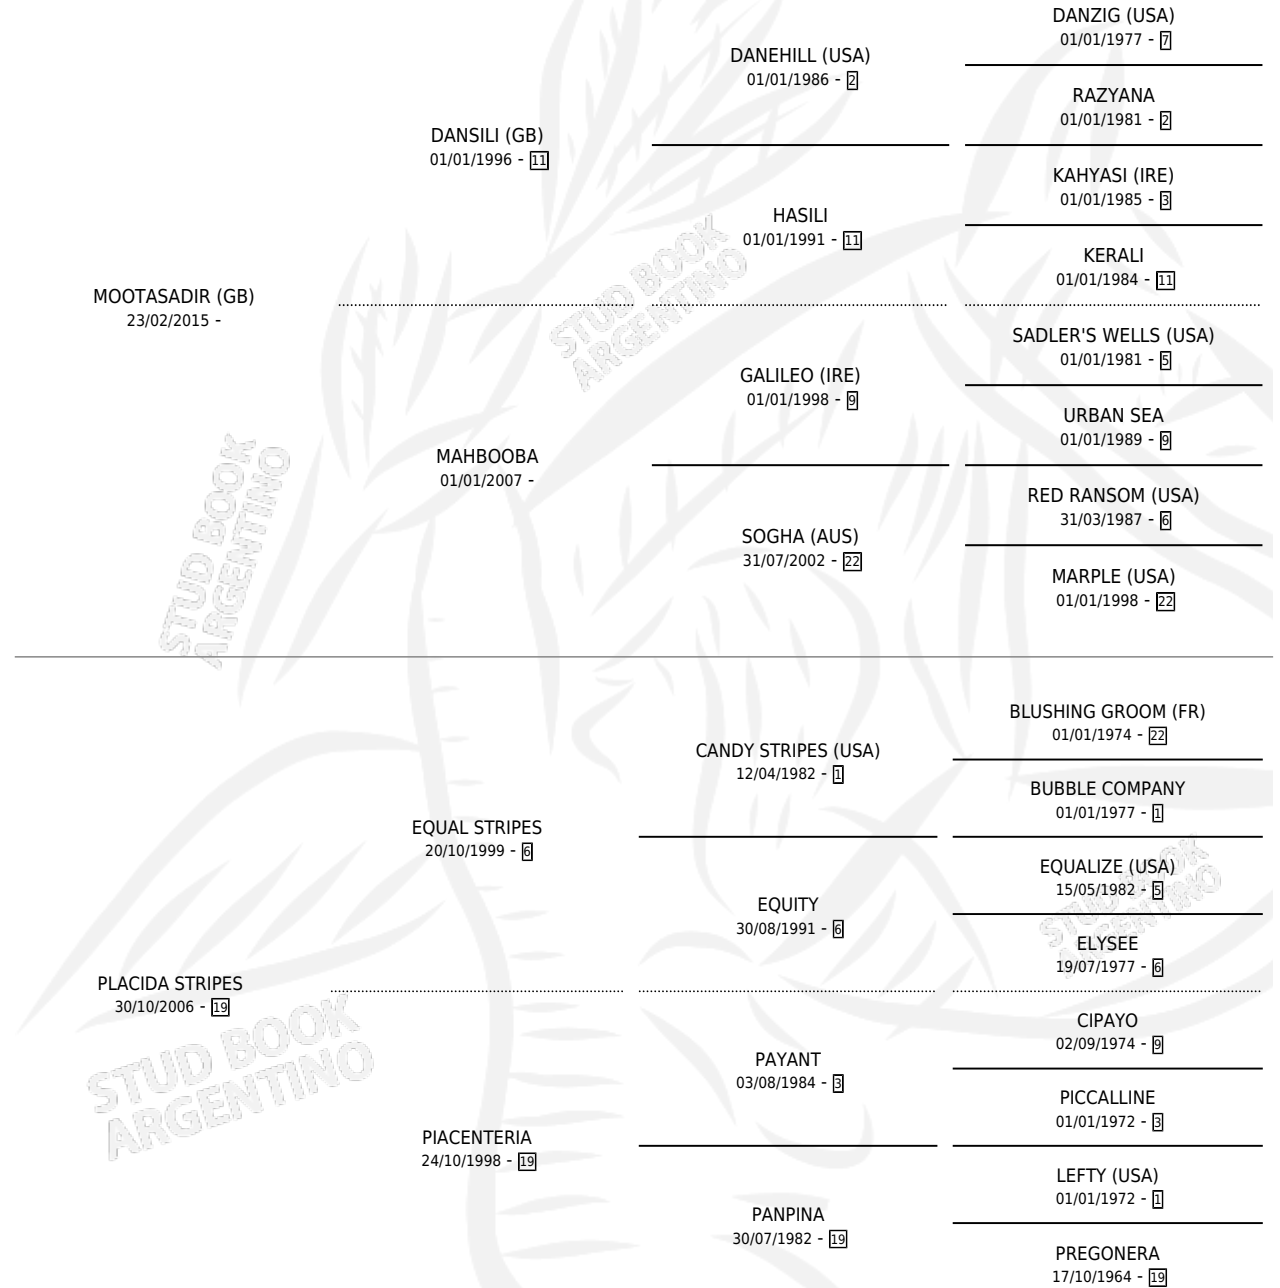 DANZIG (USA)
01/01/1977 - 7
DANEHILL (USA)
01/01/1986 - 2
RAZYANA
01/01/1981 - 2
DANSILI (GB)
01/01/1996 - 11
KAHYASI (IRE)
01/01/1985 - 3
HASILI
01/01/1991 - 11
KERALI
01/01/1984 - 11
MOOTASADIR (GB)
23/02/2015 -
SADLER'S WELLS (USA)
01/01/1981 - 5
GALILEO (IRE)
01/01/1998 - 9
URBAN SEA
01/01/1989 - 9
MAHBOOBA
01/01/2007 -
RED RANSOM (USA)
31/03/1987 - 6
SOGHA (AUS)
31/07/2002 - 22
MARPLE (USA)
01/01/1998 - 22
STUD BOOK
ARGENTINO
STUD BOOK
ARGENTINO
BLUSHING GROOM (FR)
01/01/1974 - 22
CANDY STRIPES (USA)
12/04/1982 - 1
BUBBLE COMPANY
01/01/1977 - 1
EQUAL STRIPES
20/10/1999 - 6
EQUALIZE (USA)
15/05/1982 - 5
EQUITY
30/08/1991 - 6
ELYSEE
19/07/1977 - 6
PLACIDA STRIPES
30/10/2006 - 19
CIPAYO
02/09/1974 - 9
PAYANT
03/08/1984 - 3
PICCALLINE
01/01/1972 - 3
PIACENTERIA
24/10/1998 - 19
LEFTY (USA)
01/01/1972 - 1
PANPINA
30/07/1982 - 19
PREGONERA
17/10/1964 - 19
STUD BOOK
ARGENTINO
STUD BOOK
ARGENTINO